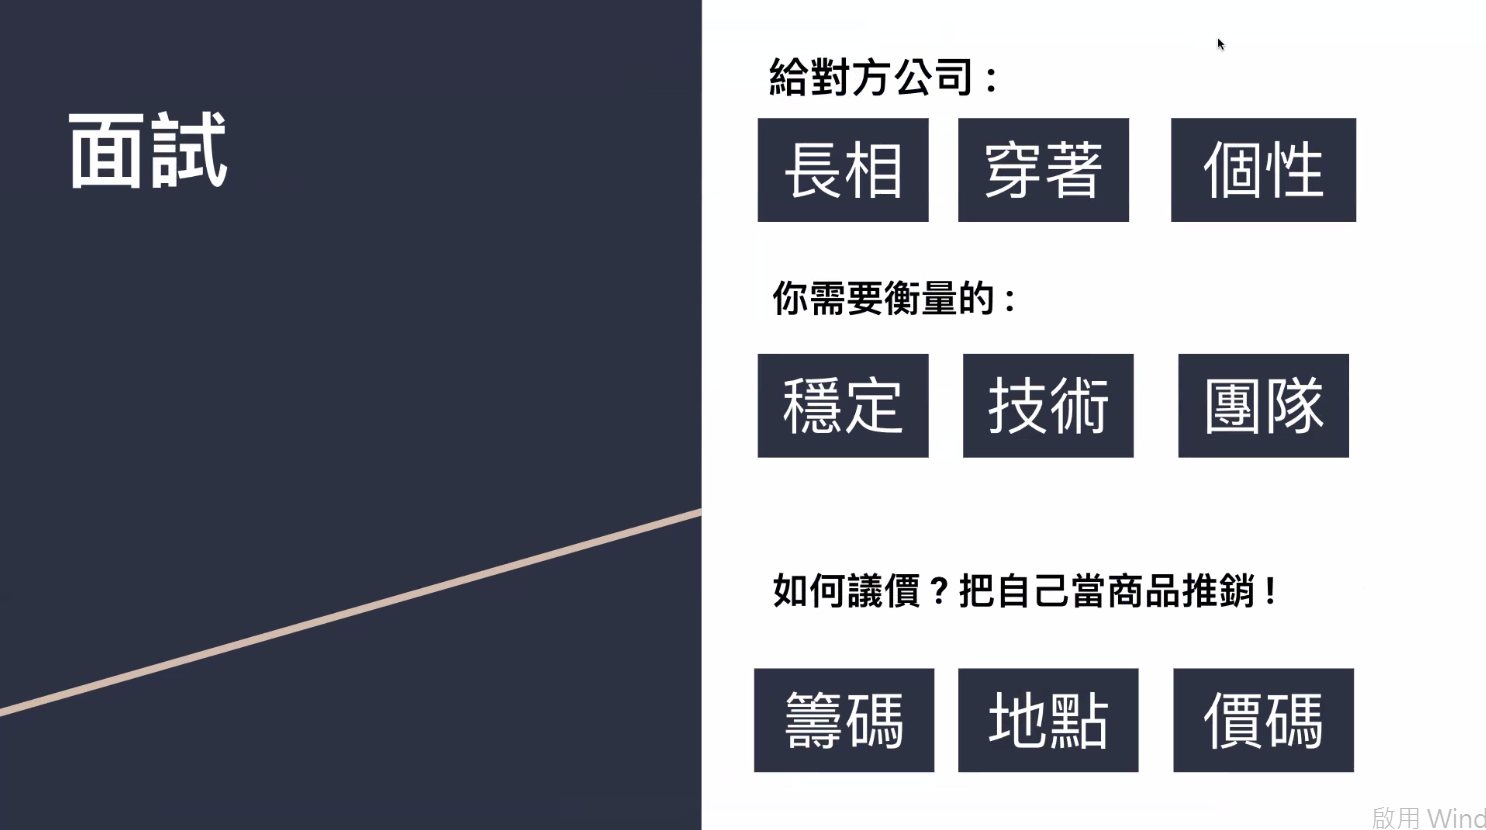 面試
給對方公司：
長相 穿著 個性
你需要衡量的：
穩定 技術 團隊
如何議價？把自己當商品推銷！
籌碼 地點 價碼
啟用 Wind